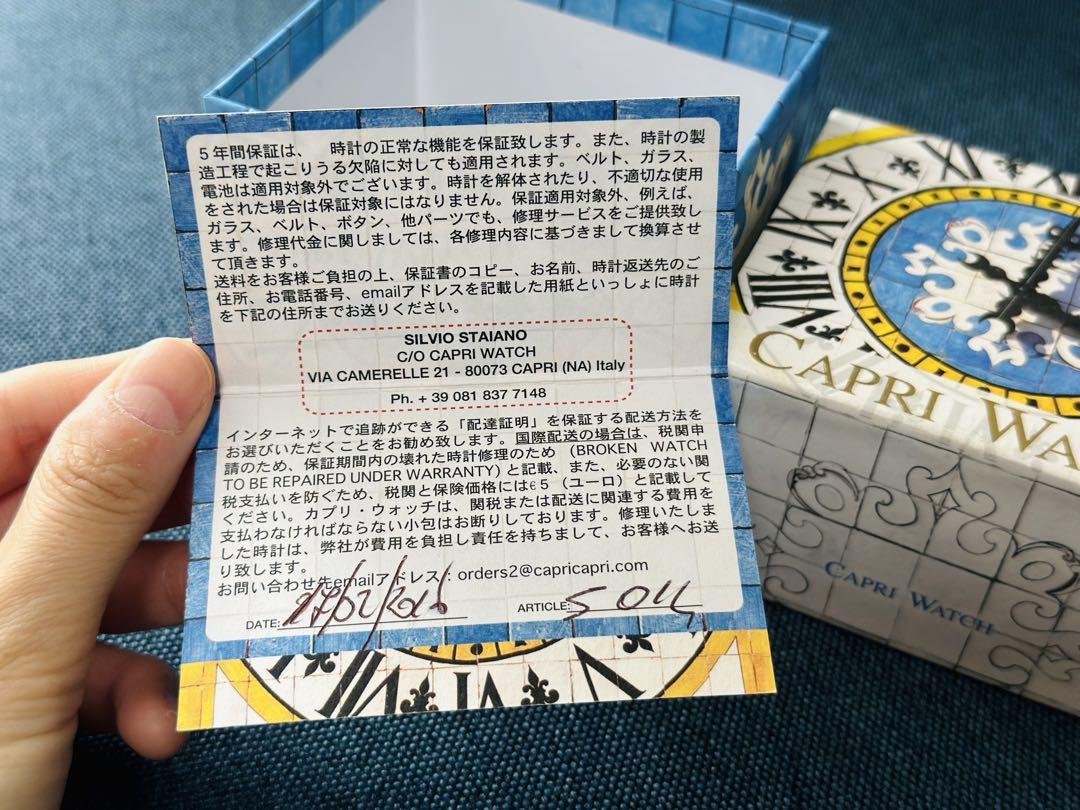 5年間保証は、 時計の正常な機能を保証致します。また、時計の製
造工程で起こりうる欠陥に対しても適用されます。ベルト、ガラス、
電池は適用対象外でございます。時計を解体されたり、不適切な使用
をされた場合は保証対象にはなりません。保証適用対象外、例えば、
ガラス、ベルト、ボタン、他パーツでも、修理サービスをご提供致し
ます。修理代金に関しましては、各修理内容に基づきまして換算させ
て頂きます。
送料をお客様ご負担の上、保証書のコピー、お名前、時計返送先のご
住所、お電話番号、emailアドレスを記載した用紙といっしょに時計
を下記の住所までお送りください。
SILVIO STAIANO
C/O CAPRI WATCH
VIA CAMERELLE 21 - 80073 CAPRI (NA) Italy
Ph. + 39 081 837 7148
インターネットで追跡ができる「配達証明」を保証する配送方法を
お選びいただくことをお勧め致します。国際配送の場合は、税関申
請のため、保証期間内の壊れた時計修理のため (BROKEN WATCH
TO BE REPAIRED UNDER WARRANTY) と記載、また、必要のない関
税支払いを防ぐため、税関と保険価格には€5（ユーロ）と記載して
ください。カプリ・ウォッチは、関税または配送に関連する費用を
支払わなければならない小包はお断りしております。修理いたしま
した時計は、弊社が費用を負担し責任を持ちまして、お客様へお送
り致します。
お問い合わせ先emailアドレス：orders2@capricapri.com
DATE:
ARTICLE:
VI V
CAPRI WA
CAPRI WATCH